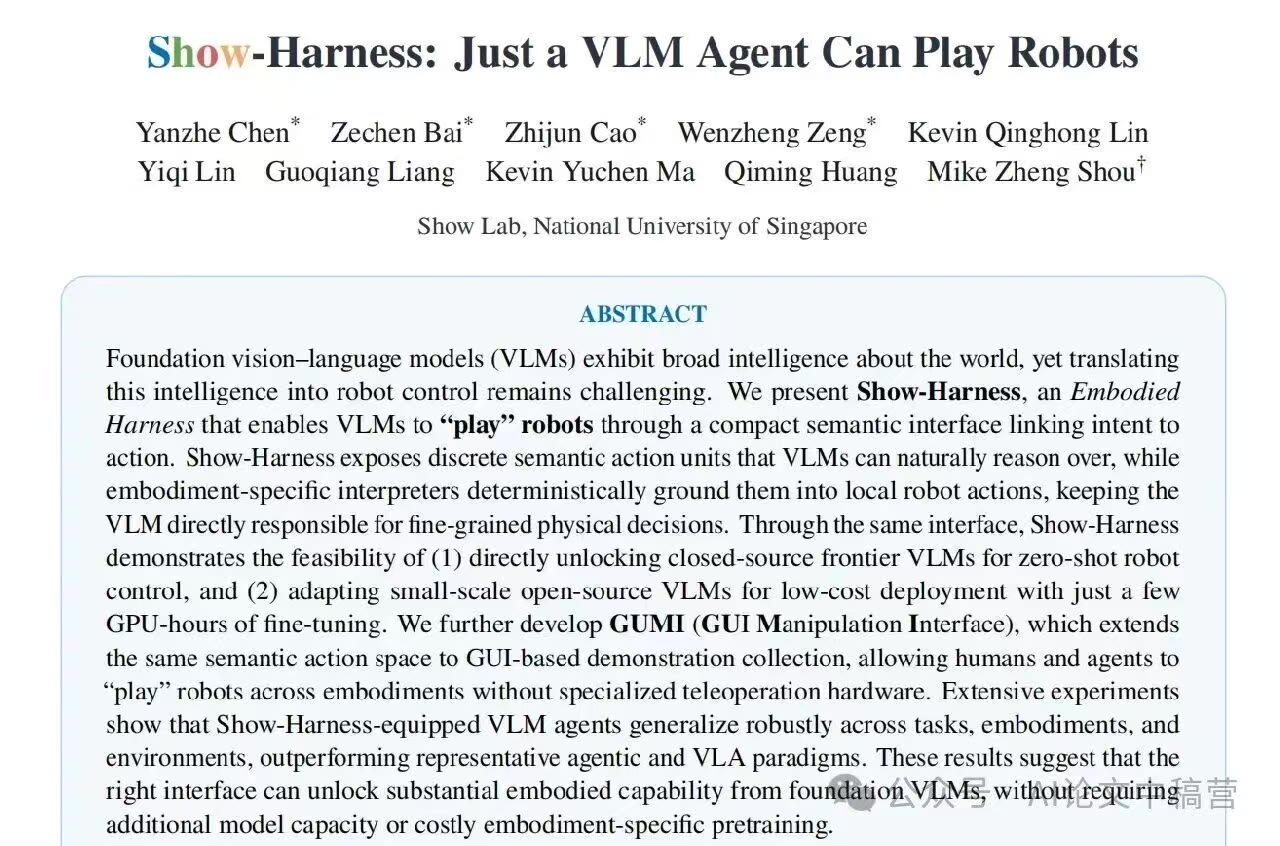 Show-Harness: Just a VLM Agent Can Play Robots
Yanzhe Chen* Zechen Bai* Zhijun Cao* Wenzheng Zeng* Kevin Qinghong Lin
Yiqi Lin Guoqiang Liang Kevin Yuchen Ma Qiming Huang Mike Zheng Shou†
Show Lab, National University of Singapore
ABSTRACT
Foundation vision–language models (VLMs) exhibit broad intelligence about the world, yet translating
this intelligence into robot control remains challenging. We present Show-Harness, an Embodied
Harness that enables VLMs to “play” robots through a compact semantic interface linking intent to
action. Show-Harness exposes discrete semantic action units that VLMs can naturally reason over, while
embodiment-specific interpreters deterministically ground them into local robot actions, keeping the
VLM directly responsible for fine-grained physical decisions. Through the same interface, Show-Harness
demonstrates the feasibility of (1) directly unlocking closed-source frontier VLMs for zero-shot robot
control, and (2) adapting small-scale open-source VLMs for low-cost deployment with just a few
GPU-hours of fine-tuning. We further develop GUMI (GUI Manipulation Interface), which extends
the same semantic action space to GUI-based demonstration collection, allowing humans and agents to
“play” robots across embodiments without specialized teleoperation hardware. Extensive experiments
show that Show-Harness-equipped VLM agents generalize robustly across tasks, embodiments, and
environments, outperforming representative agentic and VLA paradigms. These results suggest that the
right interface can unlock substantial embodied capability from foundation VLMs, without requiring
additional model capacity or costly embodiment-specific pretraining.
公众号 · AI论文中稿营